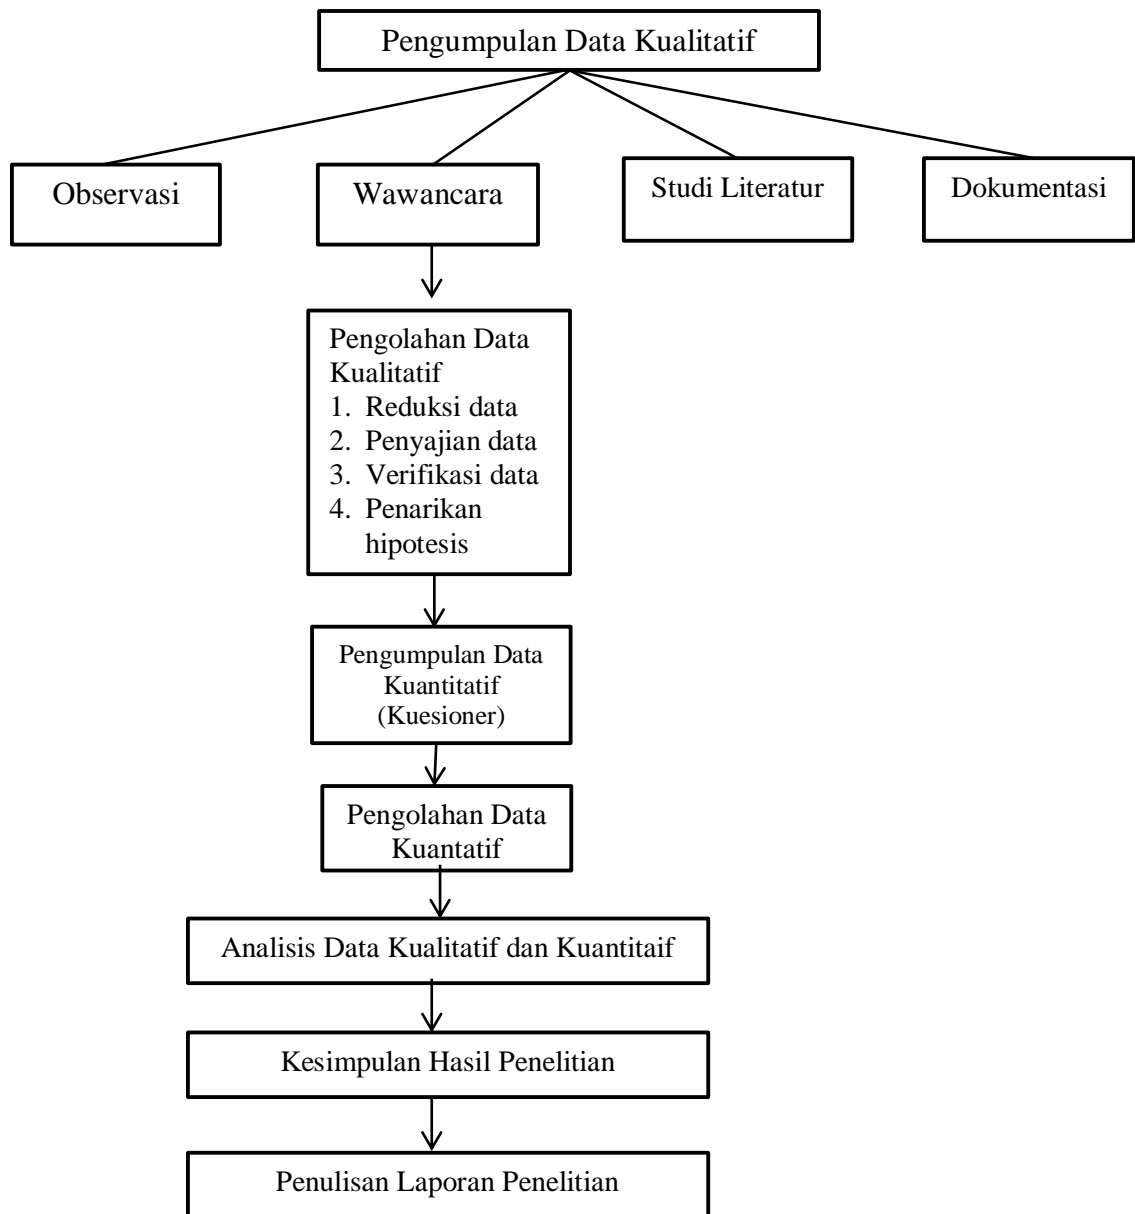 Pengumpulan Data Kualitatif
Observasi
Wawancara
Studi Literatur
Dokumentasi
Pengolahan Data
Kualitatif
1. Reduksi data
2. Penyajian data
3. Verifikasi data
4. Penarikan
hipotesis
Pengumpulan Data
Kuantitatif
(Kuesioner)
Pengolahan Data
Kuantatif
Analisis Data Kualitatif dan Kuantitaif
Kesimpulan Hasil Penelitian
Penulisan Laporan Penelitian